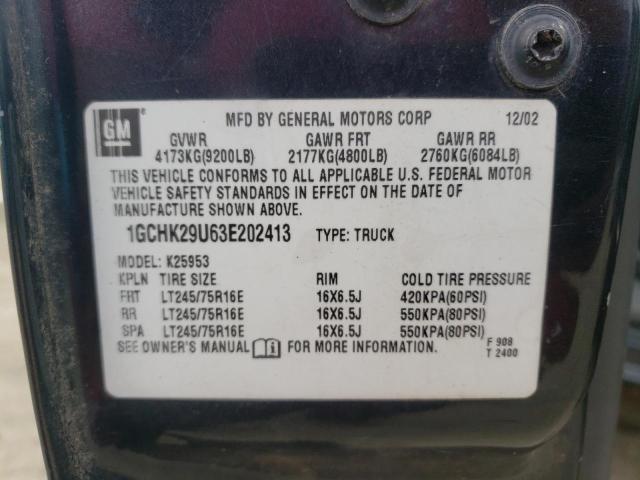 GM
MFD BY GENERAL MOTORS CORP 12/02
GVWR GAWR FRT GAWR RR
4173KG(9200LB) 2177KG(4800LB) 2760KG(6084LB)
THIS VEHICLE CONFORMS TO ALL APPLICABLE U.S. FEDERAL MOTOR
VEHICLE SAFETY STANDARDS IN EFFECT ON THE DATE OF
MANUFACTURE SHOWN ABOVE.
1GCHK29U63E202413 TYPE: TRUCK
MODEL: K25953
KPLN TIRE SIZE RIM COLD TIRE PRESSURE
FRT LT245/75R16E 16X6.5J 420KPA(60PSI)
RR LT245/75R16E 16X6.5J 550KPA(80PSI)
SPA LT245/75R16E 16X6.5J 550KPA(80PSI)
SEE OWNER'S MANUAL FOR MORE INFORMATION. F 908
T 2400